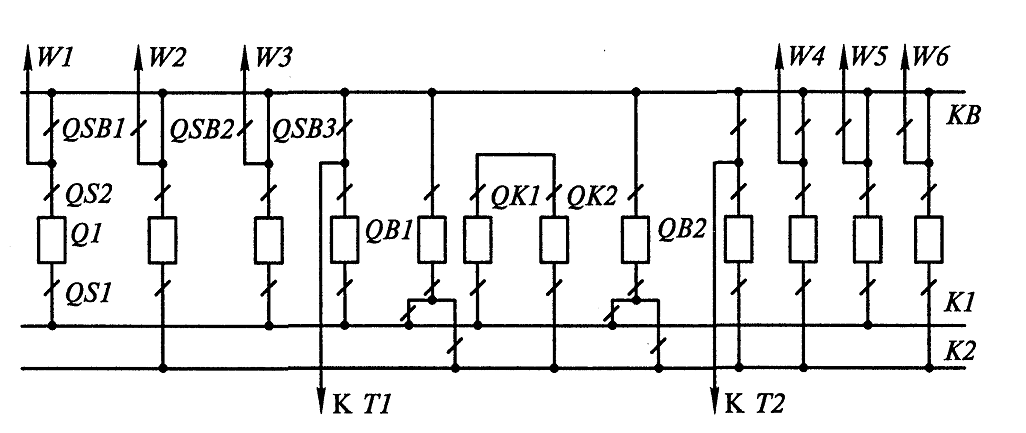 W1 W2 W3 W4 W5 W6
KB
QSB1 QSB2 QSB3
QS2 QK1 QK2
Q1 QB1 QB2
QS1 K1
K2
К T1 К T2